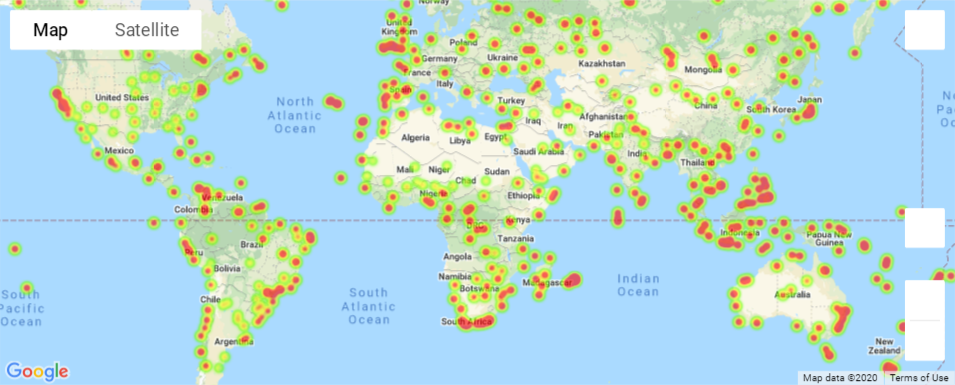 Map
Satellite
Norway
United
Kingdom
Poland
Germany
Ukraine
France
Kazakhstan
Mongolia
Italy
Spain
United States
North
Atlantic
Ocean
Turkey
China
South Korea
Japan
Iraq
Iran
Afghanistan
Pakistan
Algeria
Libya
Egypt
Saudi Arabia
India
Thailand
Mexico
Mali
Niger
Chad
Sudan
Nigeria
Ethiopia
Venezuela
Colombia
Kenya
DRC
Tanzania
Indonesia
Papua New
Guinea
Brazil
Peru
Bolivia
Angola
Namibia
Botswana
Madagascar
Indian
Ocean
South
Atlantic
Ocean
South
Pacific
Ocean
Chile
Argentina
South Africa
Australia
New
Zealand
Google
Map data ©2020
Terms of Use